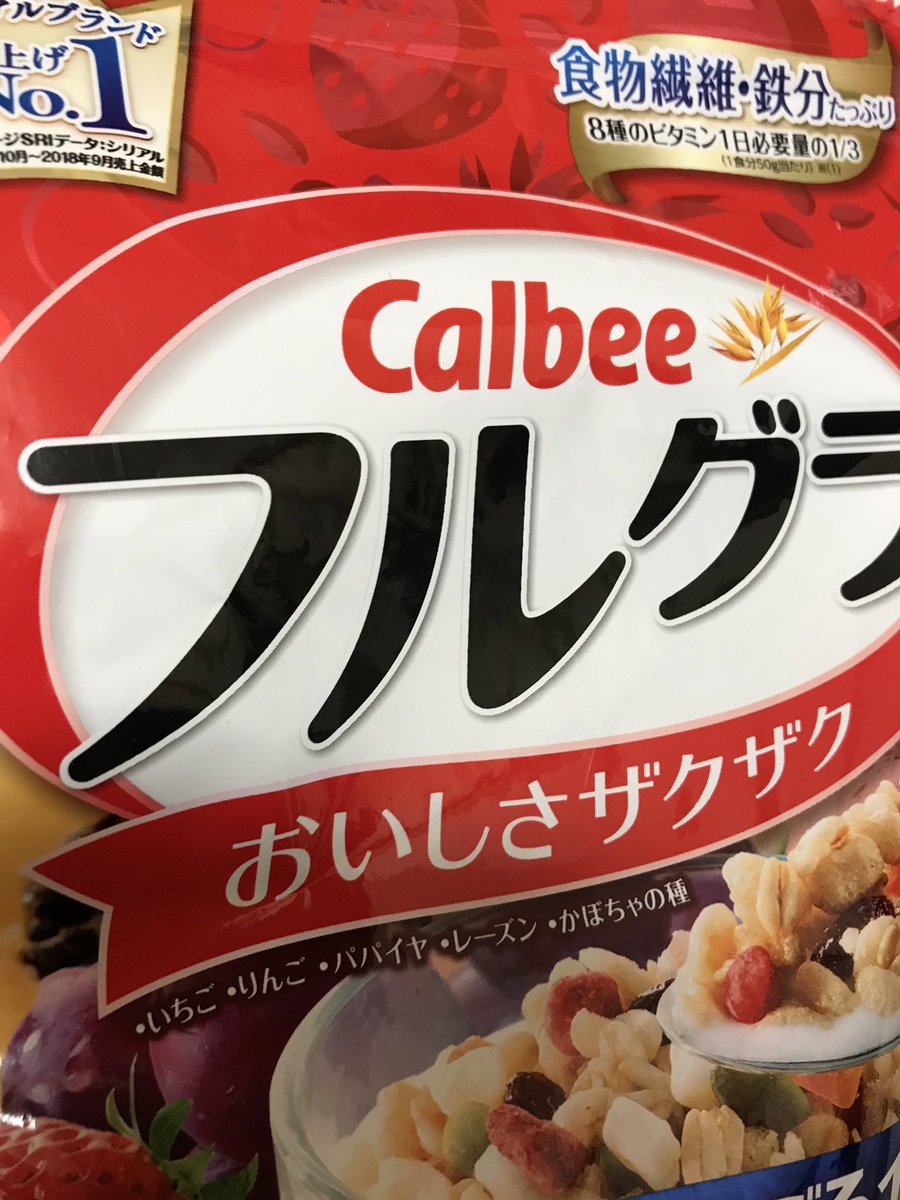 イルブランド
上げ
No.1
ージSRIデータ:シリアル
10月~2018年9月売上金額
食物繊維・鉄分たっぷり
8種のビタミン1日必要量の1/3
(1食分50g当たり) ※(1)
Calbee
フルグラ
おいしさザクザク
・いちご・りんご・パパイヤ・レーズン・かぼちゃの種